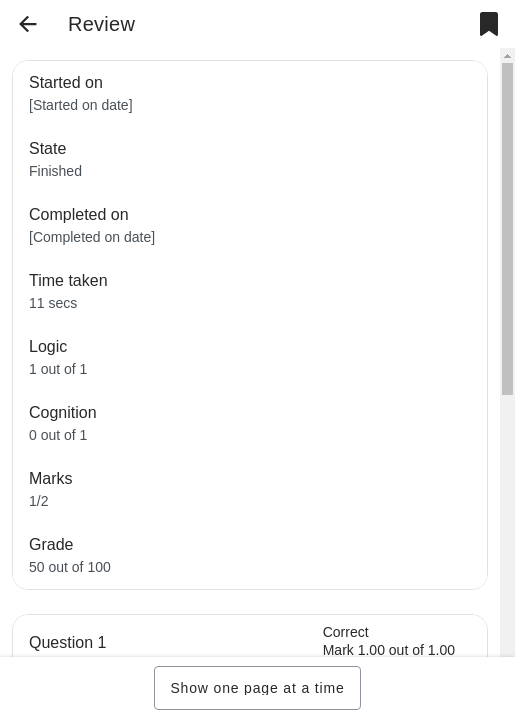 Review
Started on
[Started on date]
State
Finished
Completed on
[Completed on date]
Time taken
11 secs
Logic
1 out of 1
Cognition
0 out of 1
Marks
1/2
Grade
50 out of 100
Question 1
Correct
Mark 1.00 out of 1.00
Show one page at a time